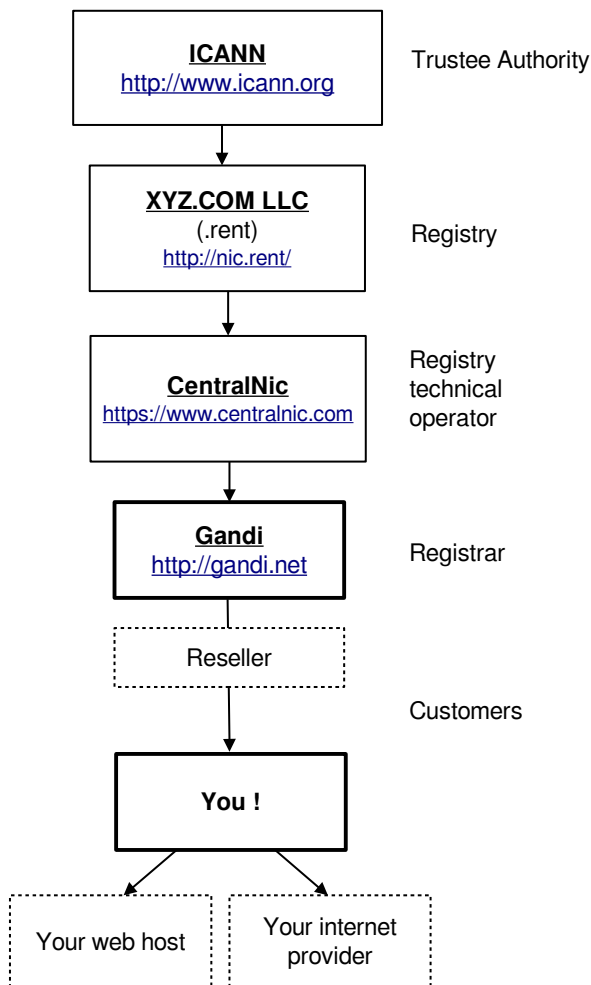 ICANN
http://www.icann.org
Trustee Authority
XYZ.COM LLC
(.rent)
http://nic.rent/
Registry
CentralNic
https://www.centralnic.com
Registry
technical
operator
Gandi
http://gandi.net
Registrar
Reseller
Customers
You !
Your web host
Your internet
provider